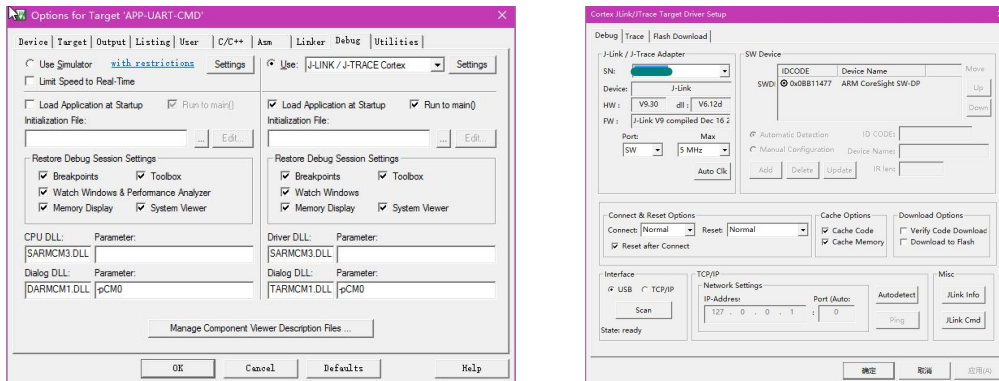 Options for Target 'APP-UART-CMD'
Device Target Output Listing User C/C++ Asm Linker Debug Utilities
Use Simulator with restrictions Settings
Limit Speed to Real-Time
Load Application at Startup Run to main()
Initialization File:
... Edit...
Restore Debug Session Settings
Breakpoints Toolbox
Watch Windows & Performance Analyzer
Memory Display System Viewer
CPU DLL: Parameter:
SARMCM3.DLL
Dialog DLL: Parameter:
DARMCM1.DLL -pCM0
Use: J-LINK / J-TRACE Cortex Settings
Load Application at Startup Run to main()
Initialization File:
... Edit...
Restore Debug Session Settings
Breakpoints Toolbox
Watch Windows
Memory Display System Viewer
Driver DLL: Parameter:
SARMCM3.DLL
Dialog DLL: Parameter:
TARMCM1.DLL -pCM0
Manage Component Viewer Description Files ...
OK Cancel Defaults Help
Cortex JLink/JTrace Target Driver Setup
Debug Trace Flash Download
J-Link / J-Trace Adapter
SN:
Device: J-Link
HW : V9.30 dll : V6.12d
FW : J-Link V9 compiled Dec 16 2
Port: Max
SW 5 MHz
Auto Clk
SW Device
IDCODE Device Name Move
SWD 0x0BB11477 ARM CoreSight SW-DP Up
Down
Automatic Detection ID CODE:
Manual Configuration Device Name:
Add Delete Update IR len:
Connect & Reset Options
Connect: Normal Reset: Normal
Reset after Connect
Cache Options
Cache Code
Cache Memory
Download Options
Verify Code Download
Download to Flash
Interface
USB TCP/IP
Scan
State: ready
TCP/IP
Network Settings
IP-Address: Port (Auto:
127 . 0 . 0 . 1 : 0
Autodetect
Ping
Misc
JLink Info
JLink Cmd
确定 取消 应用(A)